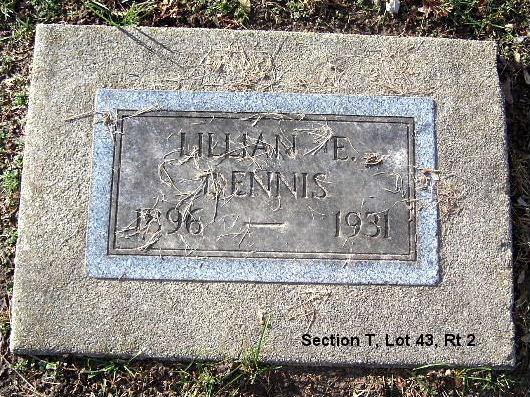 LILLIAN E.
DENNIS
1896 — 1931
Section T, Lot 43, Rt 2